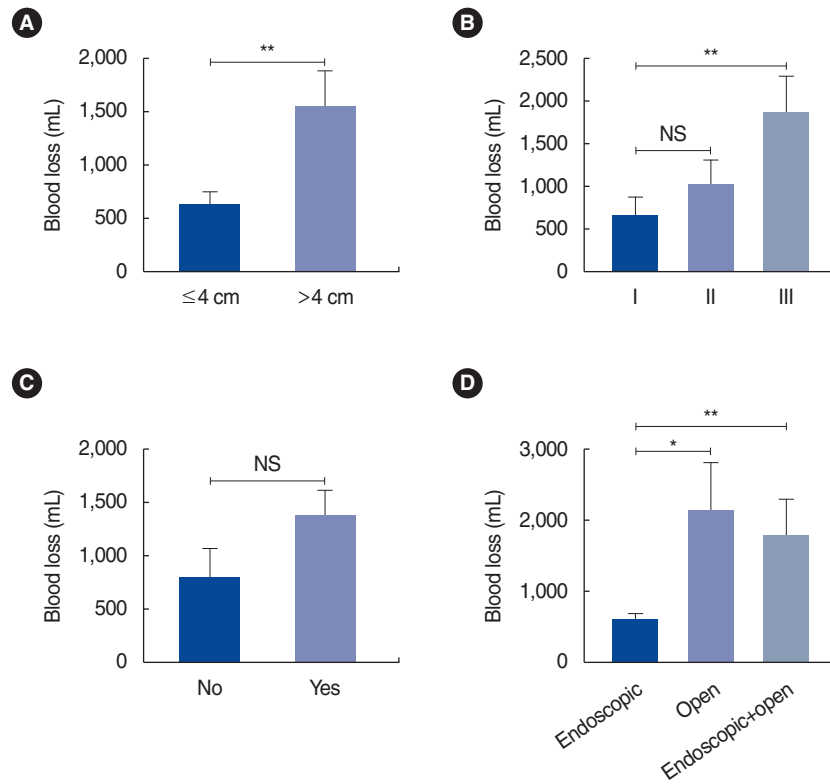 A
2,000
1,500
1,000
500
0
Blood loss (mL)
**
≤4 cm
>4 cm
B
2,500
2,000
1,500
1,000
500
0
Blood loss (mL)
**
NS
I
II
III
C
2,000
1,500
1,000
500
0
Blood loss (mL)
NS
No
Yes
D
3,000
2,000
1,000
0
Blood loss (mL)
**
*
Endoscopic
Open
Endoscopic+open